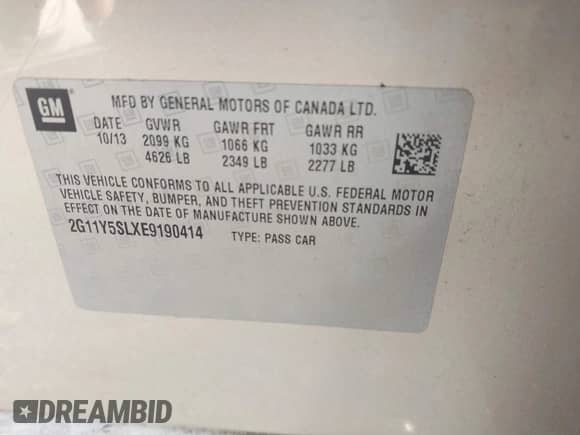 GM
MFD BY GENERAL MOTORS OF CANADA LTD.
DATE GVWR GAWR FRT GAWR RR
10/13 2099 KG 1066 KG 1033 KG
4626 LB 2349 LB 2277 LB
THIS VEHICLE CONFORMS TO ALL APPLICABLE U.S. FEDERAL MOTOR
VEHICLE SAFETY, BUMPER, AND THEFT PREVENTION STANDARDS IN
EFFECT ON THE DATE OF MANUFACTURE SHOWN ABOVE.
2G11Y5SLXE9190414 TYPE: PASS CAR
DREAMBID